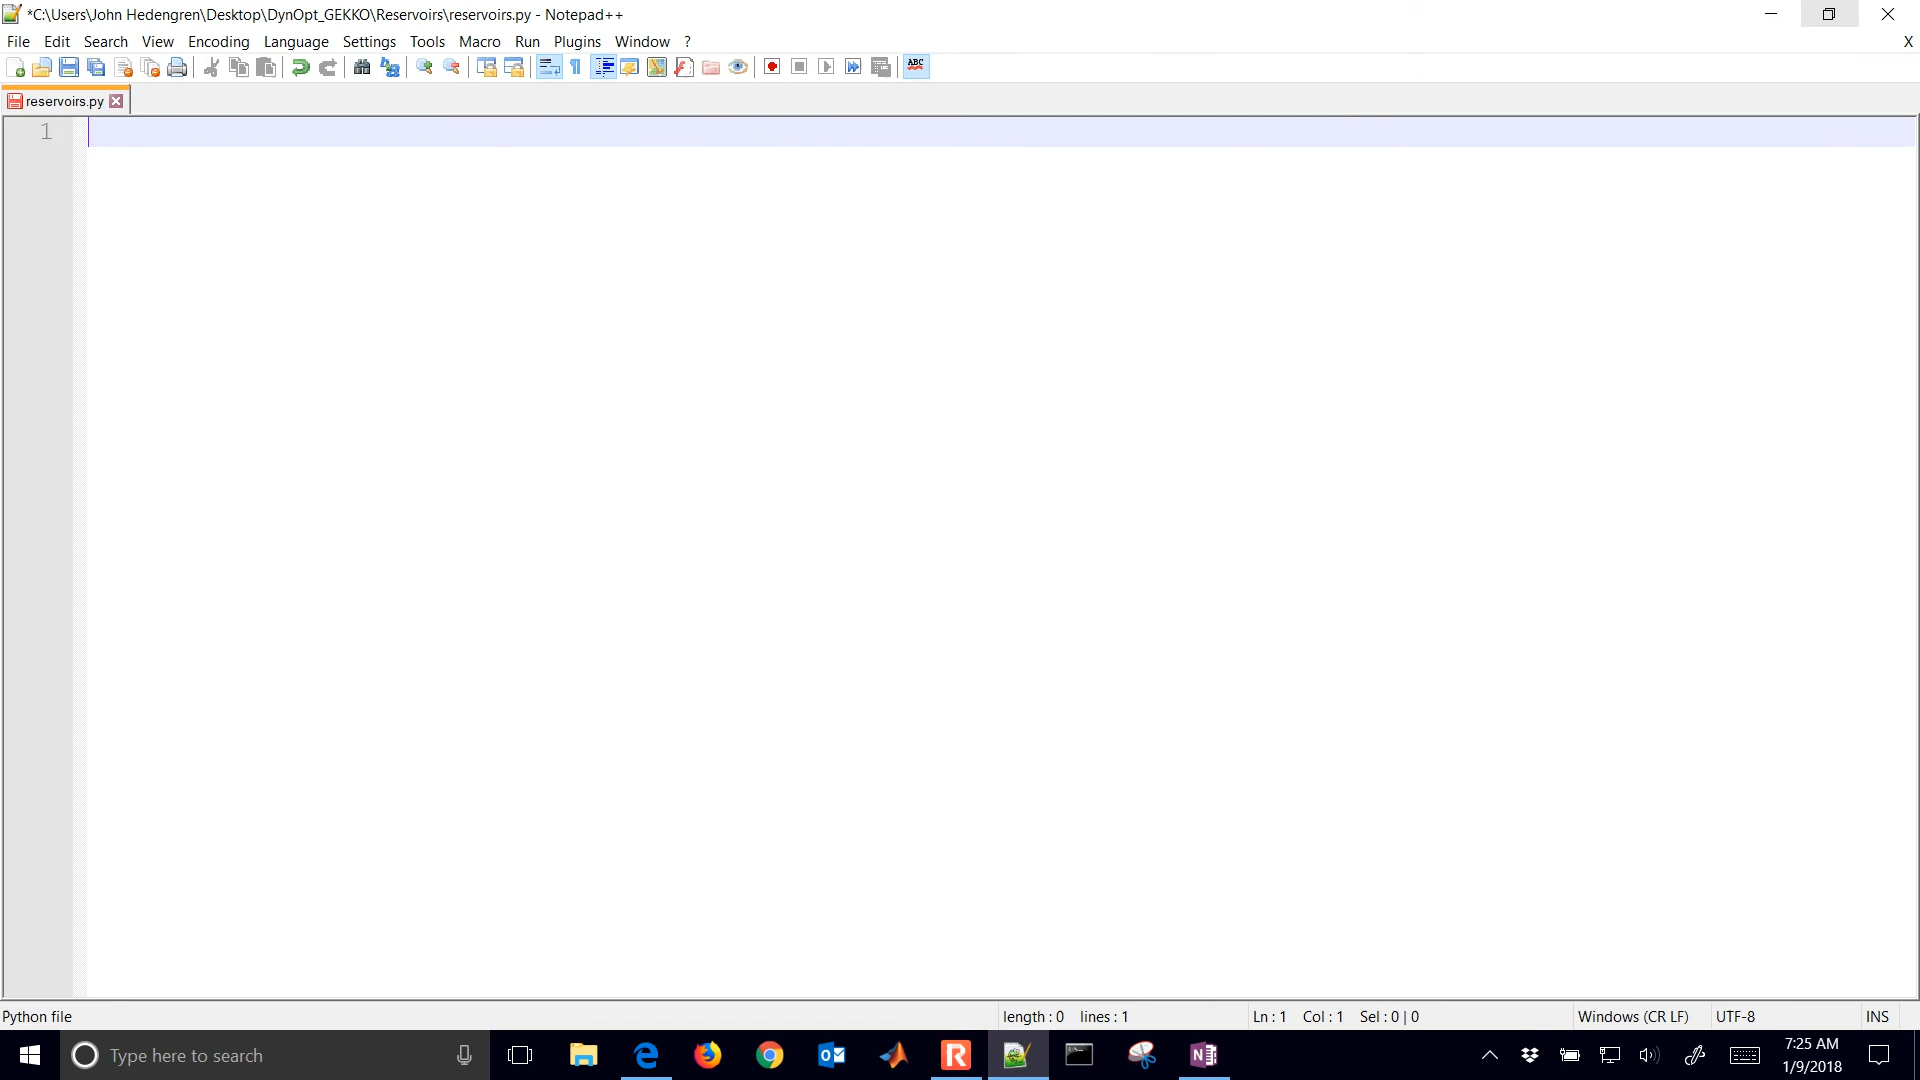 *C:\Users\John Hedengren\Desktop\DynOpt_GEKKO\Reservoirs\reservoirs.py - Notepad++
File Edit Search View Encoding Language Settings Tools Macro Run Plugins Window ? X
ABC
reservoirs.py
1
Python file length : 0 lines : 1 Ln : 1 Col : 1 Sel : 0 | 0 Windows (CR LF) UTF-8 INS
Type here to search
7:25 AM
1/9/2018